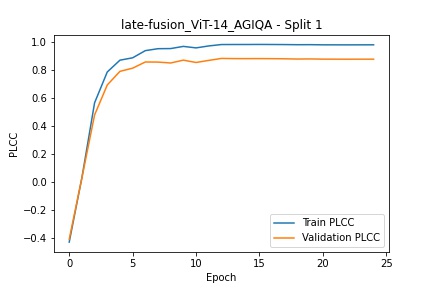 late-fusion_ViT-14_AGIQA - Split 1
1.0
0.8
0.6
0.4
0.2
0.0
−0.2
−0.4
PLCC
Train PLCC
Validation PLCC
0 5 10 15 20 25
Epoch